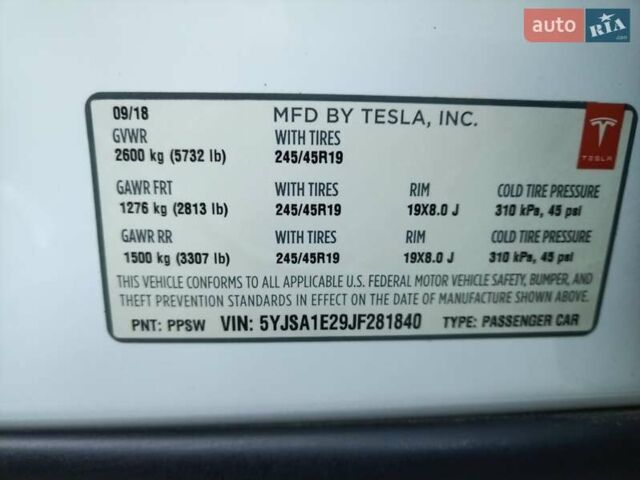 auto RIA .com
09/18 MFD BY TESLA, INC.
GVWR WITH TIRES
2600 kg (5732 lb) 245/45R19
TESLA
GAWR FRT WITH TIRES RIM COLD TIRE PRESSURE
1276 kg (2813 lb) 245/45R19 19X8.0 J 310 kPa, 45 psi
GAWR RR WITH TIRES RIM COLD TIRE PRESSURE
1500 kg (3307 lb) 245/45R19 19X8.0 J 310 kPa, 45 psi
THIS VEHICLE CONFORMS TO ALL APPLICABLE U.S. FEDERAL MOTOR VEHICLE SAFETY, BUMPER, AND
THEFT PREVENTION STANDARDS IN EFFECT ON THE DATE OF MANUFACTURE SHOWN ABOVE.
PNT: PPSW VIN: 5YJSA1E29JF281840 TYPE: PASSENGER CAR